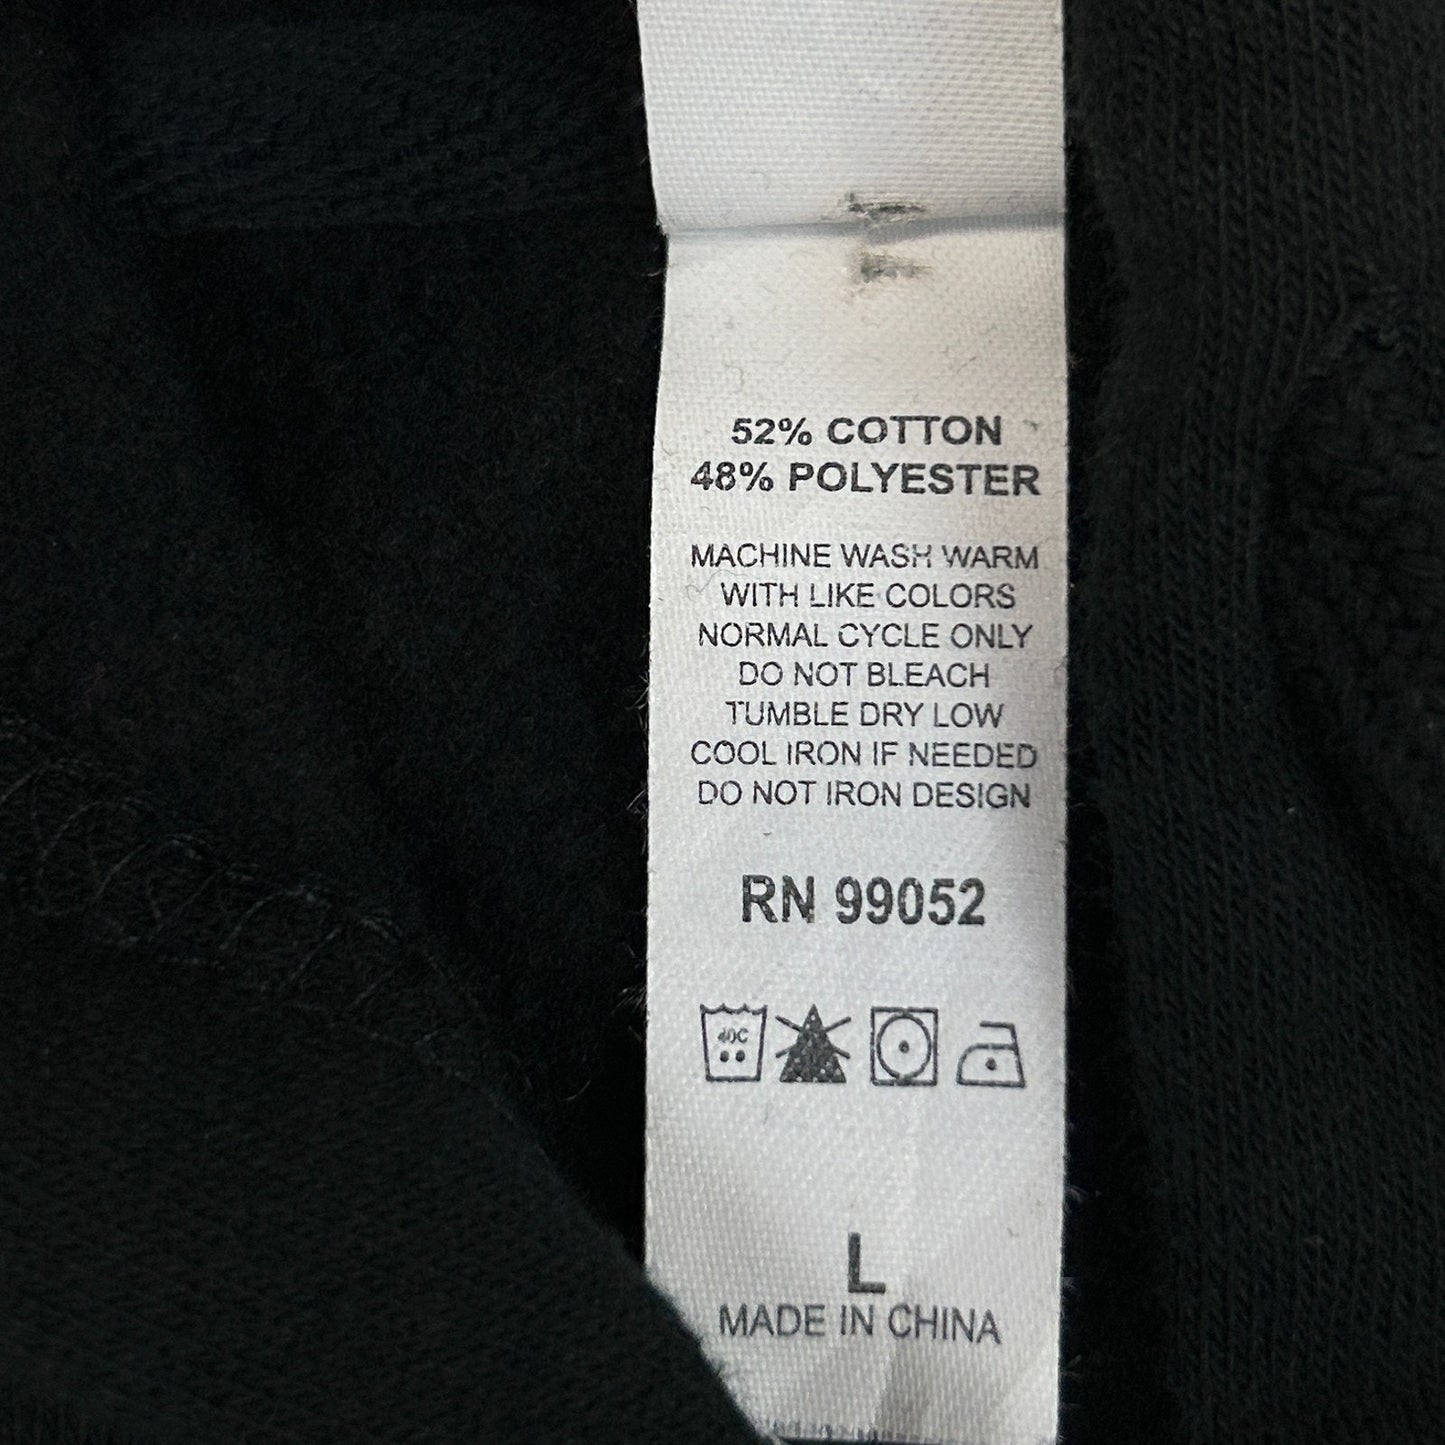 52% COTTON
48% POLYESTER
MACHINE WASH WARM
WITH LIKE COLORS
NORMAL CYCLE ONLY
DO NOT BLEACH
TUMBLE DRY LOW
COOL IRON IF NEEDED
DO NOT IRON DESIGN
RN 99052
40C
L
MADE IN CHINA